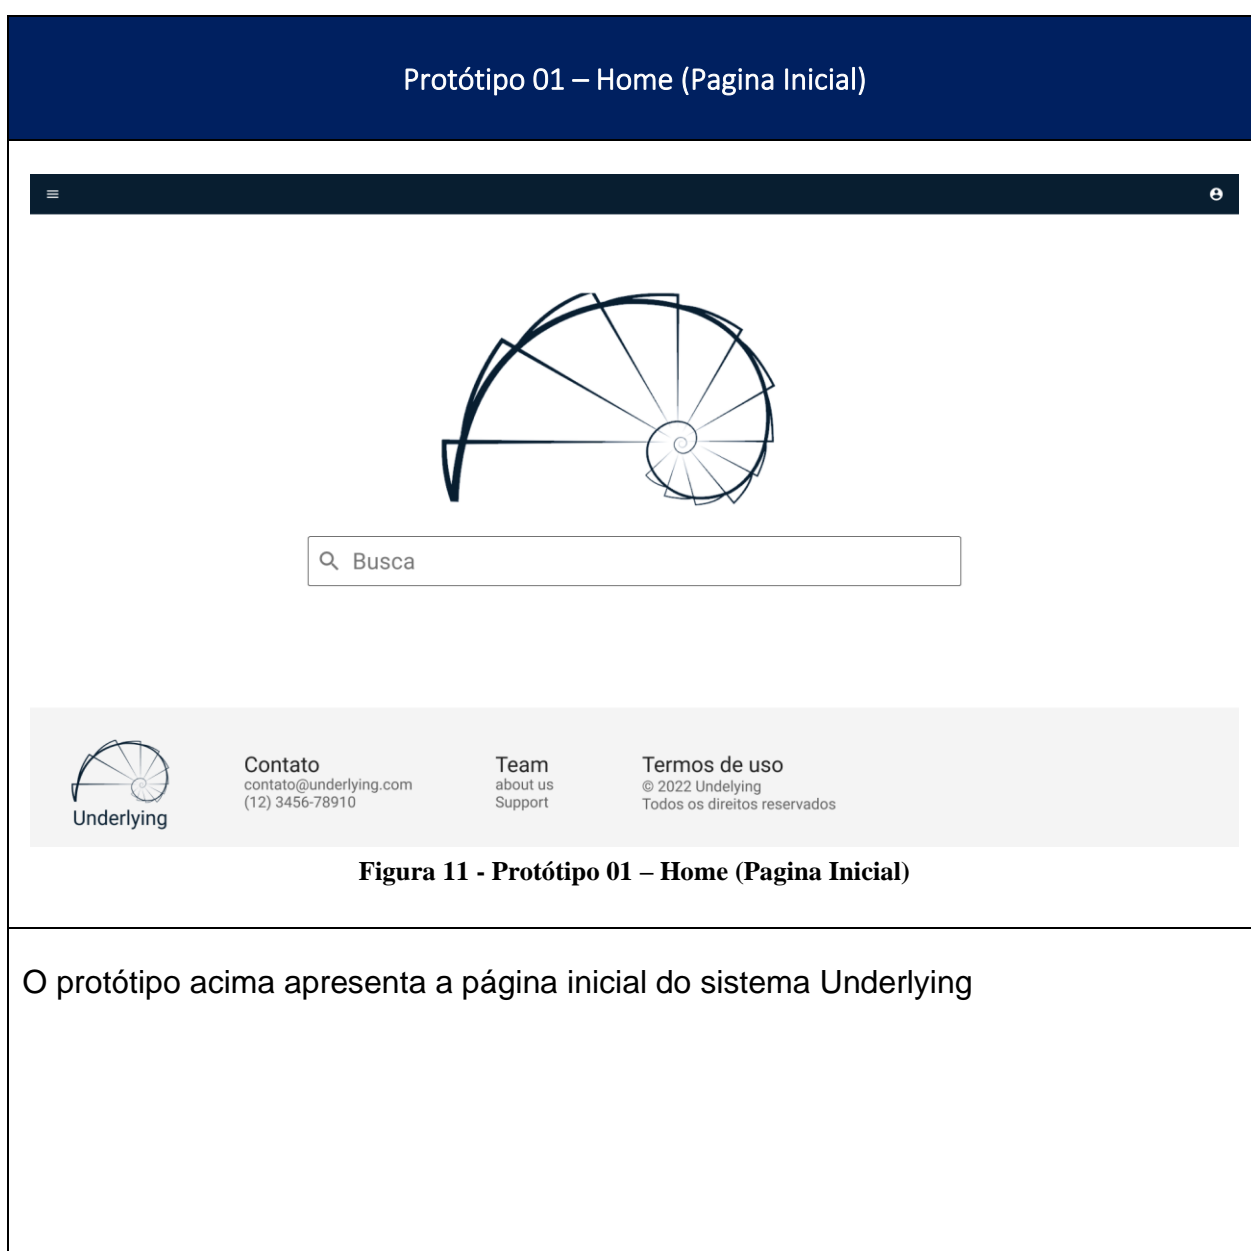 Protótipo 01 – Home (Pagina Inicial)
Busca
Underlying
Contato
contato@underlying.com
(12) 3456-78910
Team
about us
Support
Termos de uso
© 2022 Undelying
Todos os direitos reservados
Figura 11 - Protótipo 01 – Home (Pagina Inicial)
O protótipo acima apresenta a página inicial do sistema Underlying